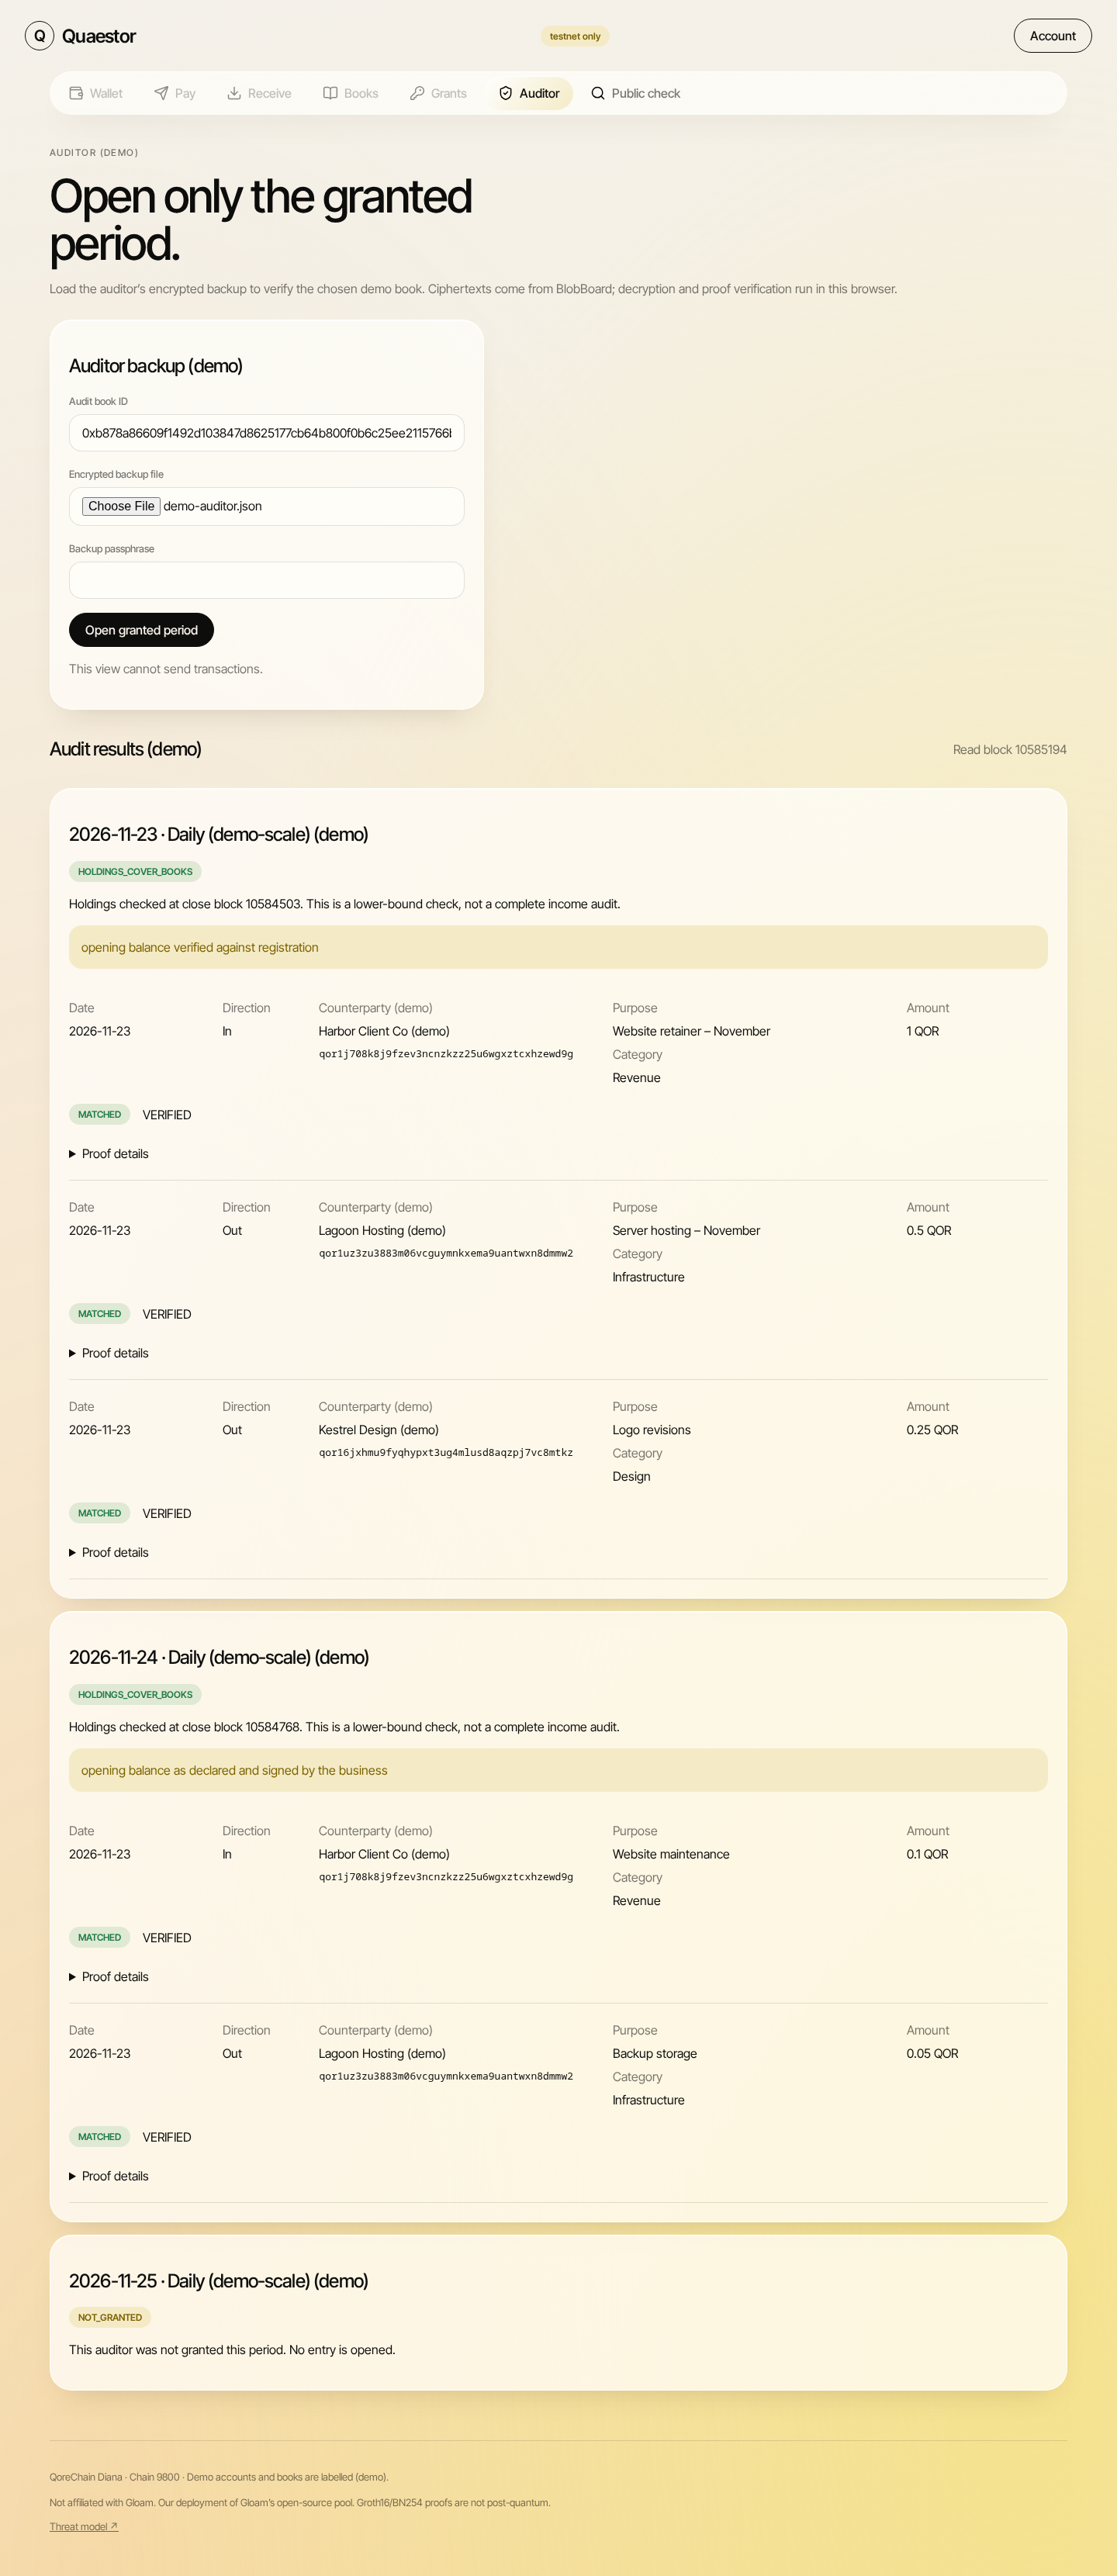 Q Quaestor
testnet only
Account
Wallet Pay Receive Books Grants Auditor Public check
AUDITOR (DEMO)
Open only the granted
period.
Load the auditor's encrypted backup to verify the chosen demo book. Ciphertexts come from BlobBoard; decryption and proof verification run in this browser.
Auditor backup (demo)
Audit book ID
0xb878a86609f1492d103847d8625177cb64b800f0b6c25ee2115766
Encrypted backup file
Choose File demo-auditor.json
Backup passphrase
Open granted period
This view cannot send transactions.
Audit results (demo)
Read block 10585194
2026-11-23 · Daily (demo-scale) (demo)
HOLDINGS_COVER_BOOKS
Holdings checked at close block 10584503. This is a lower-bound check, not a complete income audit.
opening balance verified against registration
Date Direction Counterparty (demo) Purpose Amount
2026-11-23 In Harbor Client Co (demo) Website retainer – November 1 QOR
qor1j708k8j9fzev3ncnzkzz25u6wgxztcxhzewd9g Category
Revenue
MATCHED VERIFIED
▶ Proof details
Date Direction Counterparty (demo) Purpose Amount
2026-11-23 Out Lagoon Hosting (demo) Server hosting – November 0.5 QOR
qor1uz3zu3883m06vcguymnkxema9uantwxn8dmmw2 Category
Infrastructure
MATCHED VERIFIED
▶ Proof details
Date Direction Counterparty (demo) Purpose Amount
2026-11-23 Out Kestrel Design (demo) Logo revisions 0.25 QOR
qor16jxhmu9fyqhypxt3ug4mlusd8aqzpj7vc8mtkz Category
Design
MATCHED VERIFIED
▶ Proof details
2026-11-24 · Daily (demo-scale) (demo)
HOLDINGS_COVER_BOOKS
Holdings checked at close block 10584768. This is a lower-bound check, not a complete income audit.
opening balance as declared and signed by the business
Date Direction Counterparty (demo) Purpose Amount
2026-11-23 In Harbor Client Co (demo) Website maintenance 0.1 QOR
qor1j708k8j9fzev3ncnzkzz25u6wgxztcxhzewd9g Category
Revenue
MATCHED VERIFIED
▶ Proof details
Date Direction Counterparty (demo) Purpose Amount
2026-11-23 Out Lagoon Hosting (demo) Backup storage 0.05 QOR
qor1uz3zu3883m06vcguymnkxema9uantwxn8dmmw2 Category
Infrastructure
MATCHED VERIFIED
▶ Proof details
2026-11-25 · Daily (demo-scale) (demo)
NOT_GRANTED
This auditor was not granted this period. No entry is opened.
QoreChain Diana · Chain 9800 · Demo accounts and books are labelled (demo).
Not affiliated with Gloam. Our deployment of Gloam's open-source pool. Groth16/BN254 proofs are not post-quantum.
Threat model ↗